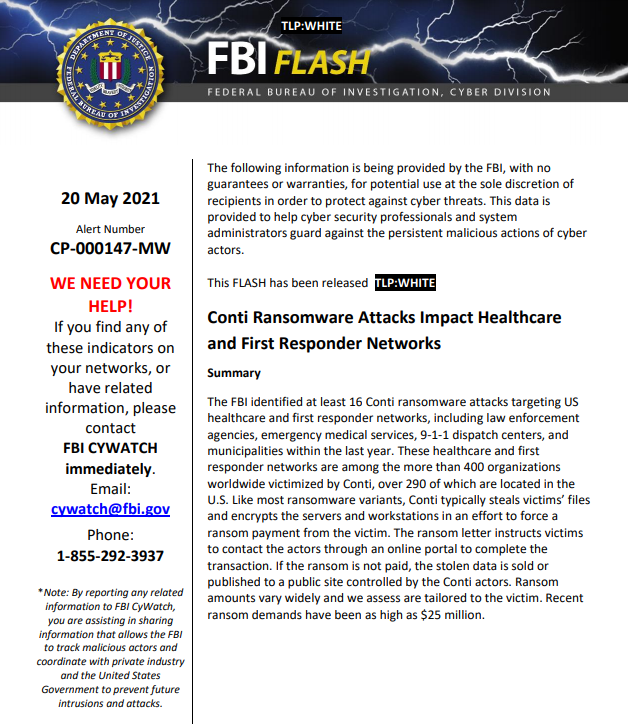 TLP:WHITE
FBI FLASH
FEDERAL BUREAU OF INVESTIGATION, CYBER DIVISION
DEPARTMENT OF JUSTICE
FEDERAL BUREAU OF INVESTIGATION
20 May 2021
Alert Number
CP-000147-MW
WE NEED YOUR
HELP!
If you find any of
these indicators on
your networks, or
have related
information, please
contact
FBI CYWATCH
immediately.
Email:
cywatch@fbi.gov
Phone:
1-855-292-3937
*Note: By reporting any related
information to FBI CyWatch,
you are assisting in sharing
information that allows the FBI
to track malicious actors and
coordinate with private industry
and the United States
Government to prevent future
intrusions and attacks.
The following information is being provided by the FBI, with no
guarantees or warranties, for potential use at the sole discretion of
recipients in order to protect against cyber threats. This data is
provided to help cyber security professionals and system
administrators guard against the persistent malicious actions of cyber
actors.
This FLASH has been released TLP:WHITE
Conti Ransomware Attacks Impact Healthcare
and First Responder Networks
Summary
The FBI identified at least 16 Conti ransomware attacks targeting US
healthcare and first responder networks, including law enforcement
agencies, emergency medical services, 9-1-1 dispatch centers, and
municipalities within the last year. These healthcare and first
responder networks are among the more than 400 organizations
worldwide victimized by Conti, over 290 of which are located in the
U.S. Like most ransomware variants, Conti typically steals victims’ files
and encrypts the servers and workstations in an effort to force a
ransom payment from the victim. The ransom letter instructs victims
to contact the actors through an online portal to complete the
transaction. If the ransom is not paid, the stolen data is sold or
published to a public site controlled by the Conti actors. Ransom
amounts vary widely and we assess are tailored to the victim. Recent
ransom demands have been as high as $25 million.